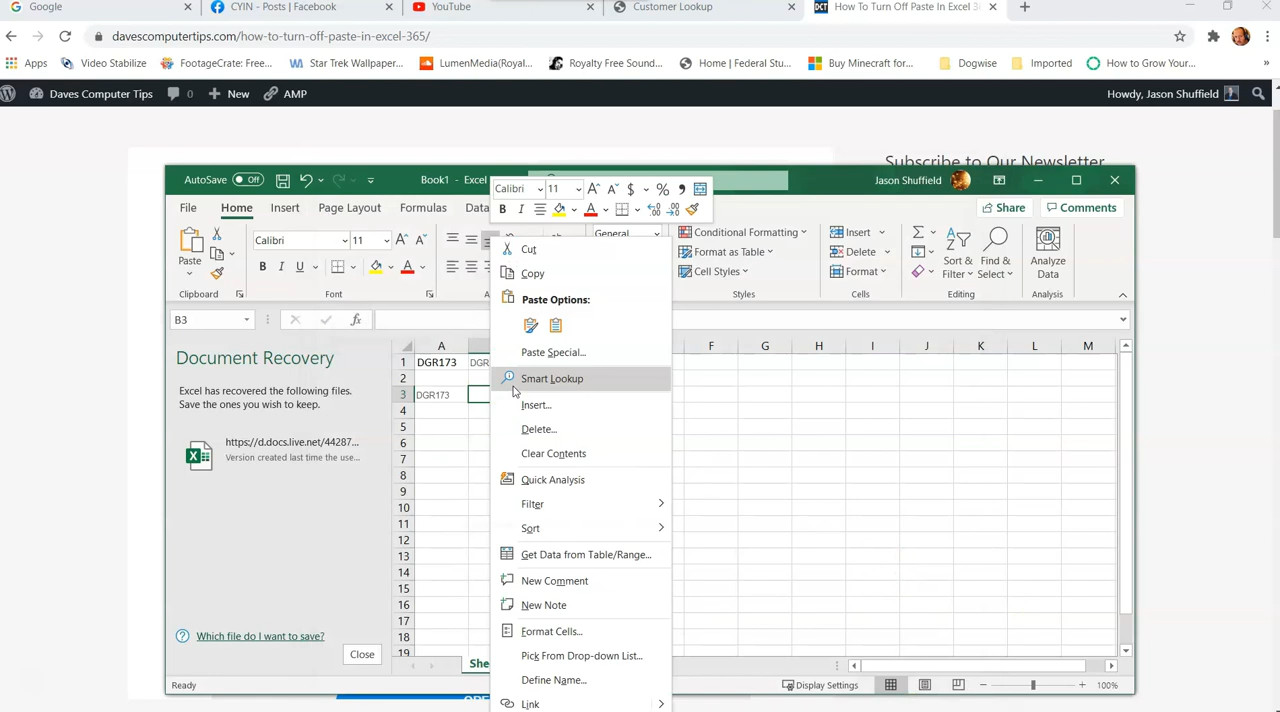 Google
CYIN - Posts | Facebook
YouTube
Customer Lookup
How To Turn Off Paste In Excel 36
davescomputertips.com/how-to-turn-off-paste-in-excel-365/
Apps
Video Stabilize
FootageCrate: Free...
Star Trek Wallpaper...
LumenMedia(Royal...
Royalty Free Sound...
Home | Federal Stu...
Buy Minecraft for...
Dogwise
Imported
How to Grow Your...
Daves Computer Tips
0
New
AMP
Howdy, Jason Shuffield
Subscribe to Our Newsletter
AutoSave Off
Book1 - Excel
Jason Shuffield
Calibri 11
File
Home
Insert
Page Layout
Formulas
Data
Share
Comments
Paste
Clipboard
Calibri 11
B I U
Font
General
Conditional Formatting
Format as Table
Cell Styles
Styles
Insert
Delete
Format
Cells
Sort & Filter
Find & Select
Editing
Analyze Data
Analysis
Cut
Copy
Paste Options:
Paste Special...
Smart Lookup
Insert...
Delete...
Clear Contents
Quick Analysis
Filter
Sort
Get Data from Table/Range...
New Comment
New Note
Format Cells...
Pick From Drop-down List...
Define Name...
Link
B3
Document Recovery
Excel has recovered the following files.
Save the ones you wish to keep.
https://d.docs.live.net/44287...
Version created last time the use...
Which file do I want to save?
Close
A F G H I J K L M
1 DGR173 DGR
2
3 DGR173
4
5
6
7
8
9
10
11
12
13
14
15
16
17
18
19
She
Ready
Display Settings
100%